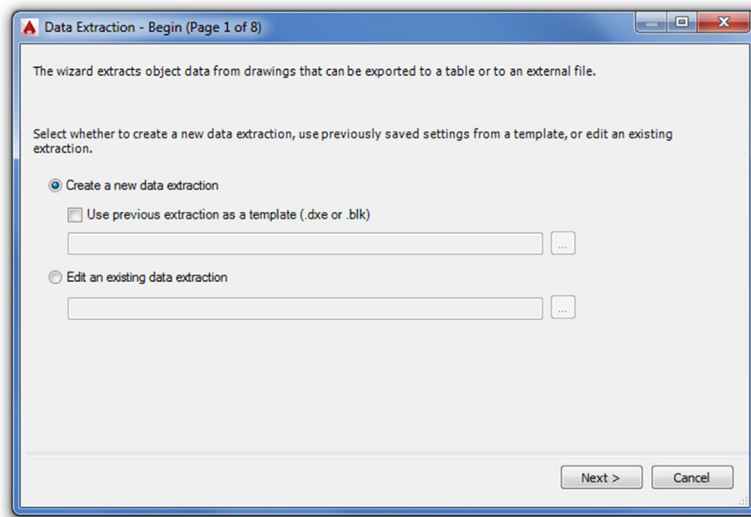 Data Extraction - Begin (Page 1 of 8)
The wizard extracts object data from drawings that can be exported to a table or to an external file.
Select whether to create a new data extraction, use previously saved settings from a template, or edit an existing
extraction.
Create a new data extraction
Use previous extraction as a template (.dxe or .blk)
...
Edit an existing data extraction
...
Next >
Cancel